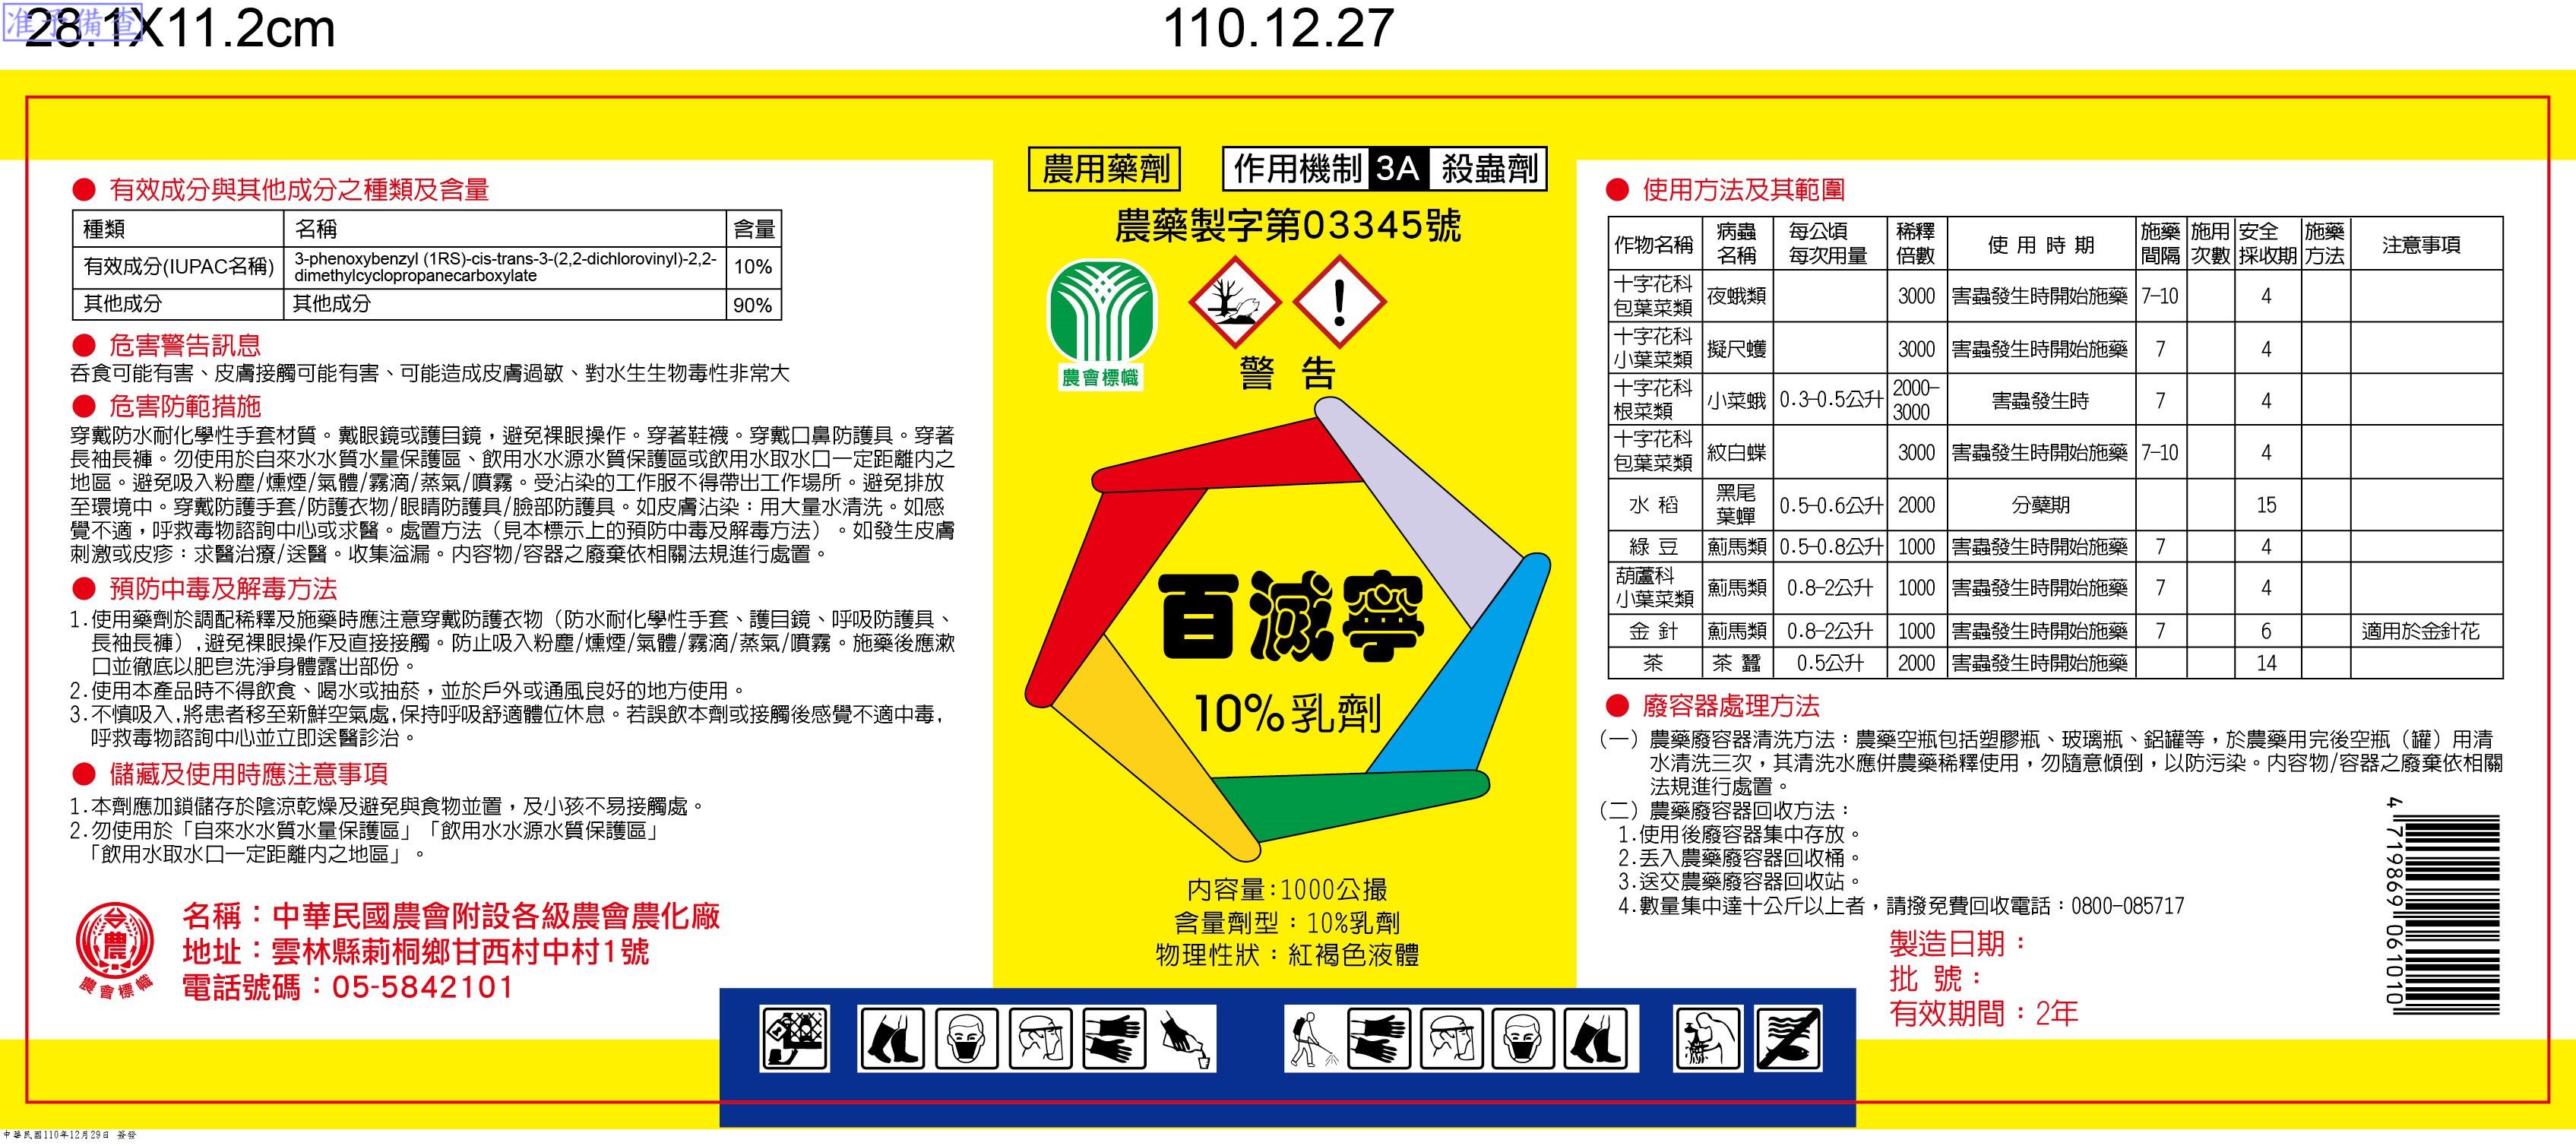 28.1X11.2cm
准予備查
110.12.27
● 有效成分與其他成分之種類及含量
種類 名稱 含量
有效成分(IUPAC名稱) 3-phenoxybenzyl (1RS)-cis-trans-3-(2,2-dichlorovinyl)-2,2- 10%
dimethylcyclopropanecarboxylate
其他成分 其他成分 90%
● 危害警告訊息
吞食可能有害、皮膚接觸可能有害、可能造成皮膚過敏、對水生生物毒性非常大
● 危害防範措施
穿戴防水耐化學性手套材質。戴眼鏡或護目鏡，避免裸眼操作。穿著鞋襪。穿戴口鼻防護具。穿著
長袖長褲。勿使用於自來水水質水量保護區、飲用水水源水質保護區或飲用水取水口一定距離內之
地區。避免吸入粉塵/燻煙/氣體/霧滴/蒸氣/噴霧。受沾染的工作服不得帶出工作場所。避免排放
至環境中。穿戴防護手套/防護衣物/眼睛防護具/臉部防護具。如皮膚沾染：用大量水清洗。如感
覺不適，呼救毒物諮詢中心或求醫。處置方法（見本標示上的預防中毒及解毒方法）。如發生皮膚
刺激或皮疹：求醫治療/送醫。收集溢漏。內容物/容器之廢棄依相關法規進行處置。
● 預防中毒及解毒方法
1.使用藥劑於調配稀釋及施藥時應注意穿戴防護衣物（防水耐化學性手套、護目鏡、呼吸防護具、
長袖長褲）,避免裸眼操作及直接接觸。防止吸入粉塵/燻煙/氣體/霧滴/蒸氣/噴霧。施藥後應漱
口並徹底以肥皂洗淨身體露出部份。
2.使用本產品時不得飲食、喝水或抽菸，並於戶外或通風良好的地方使用。
3.不慎吸入,將患者移至新鮮空氣處,保持呼吸舒適體位休息。若誤飲本劑或接觸後感覺不適中毒,
呼救毒物諮詢中心並立即送醫診治。
● 儲藏及使用時應注意事項
1.本劑應加鎖儲存於陰涼乾燥及避免與食物並置，及小孩不易接觸處。
2.勿使用於「自來水水質水量保護區」「飲用水水源水質保護區」
「飲用水取水口一定距離內之地區」。
農
農會標幟
名稱：中華民國農會附設各級農會農化廠
地址：雲林縣莿桐鄉甘西村中村1號
電話號碼：05-5842101
農用藥劑
作用機制 3A 殺蟲劑
農藥製字第03345號
農會標幟
警 告
百滅寧
10%乳劑
內容量:1000公撮
含量劑型：10%乳劑
物理性狀：紅褐色液體
● 使用方法及其範圍
作物名稱 病蟲名稱 每公頃每次用量 稀釋倍數 使用時期 施藥間隔 施用次數 安全採收期 施藥方法 注意事項
十字花科包葉菜類 夜蛾類 3000 害蟲發生時開始施藥 7-10 4
十字花科小葉菜類 擬尺蠖 3000 害蟲發生時開始施藥 7 4
十字花科根菜類 小菜蛾 0.3-0.5公升 2000-3000 害蟲發生時 7 4
十字花科包葉菜類 紋白蝶 3000 害蟲發生時開始施藥 7-10 4
水 稻 黑尾葉蟬 0.5-0.6公升 2000 分蘖期 15
綠 豆 薊馬類 0.5-0.8公升 1000 害蟲發生時開始施藥 7 4
葫蘆科小葉菜類 薊馬類 0.8-2公升 1000 害蟲發生時開始施藥 7 4
金 針 薊馬類 0.8-2公升 1000 害蟲發生時開始施藥 7 6 適用於金針花
茶 茶 蠶 0.5公升 2000 害蟲發生時開始施藥 14
● 廢容器處理方法
（一）農藥廢容器清洗方法：農藥空瓶包括塑膠瓶、玻璃瓶、鋁罐等，於農藥用完後空瓶（罐）用清
水清洗三次，其清洗水應併農藥稀釋使用，勿隨意傾倒，以防污染。內容物/容器之廢棄依相關
法規進行處置。
（二）農藥廢容器回收方法：
1.使用後廢容器集中存放。
2.丟入農藥廢容器回收桶。
3.送交農藥廢容器回收站。
4.數量集中達十公斤以上者，請撥免費回收電話：0800-085717
製造日期：
批 號：
有效期間：2年
4 719869 061010
中華民國110年12月29日 簽發